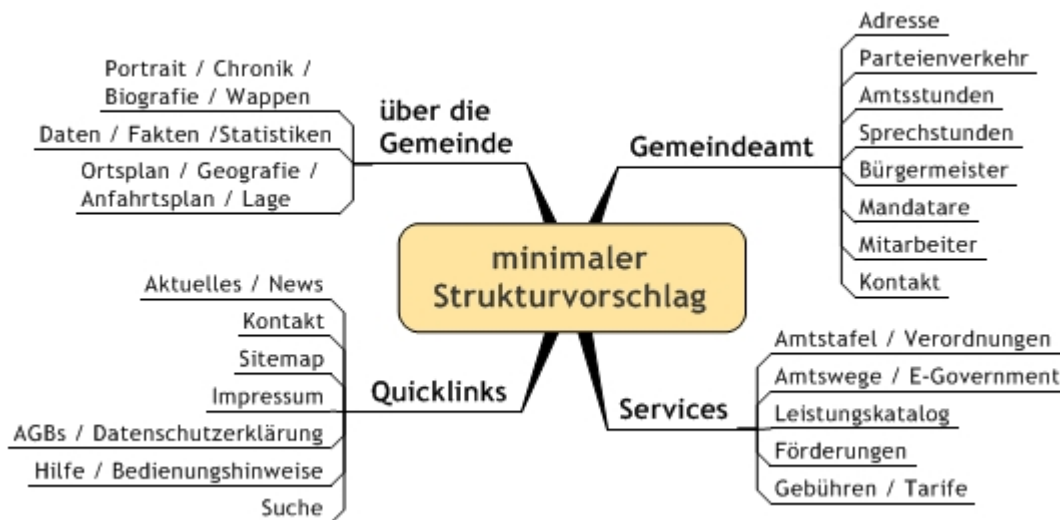 minimaler
Strukturvorschlag
über die
Gemeinde
Portrait / Chronik /
Biografie / Wappen
Daten / Fakten /Statistiken
Ortsplan / Geografie /
Anfahrtsplan / Lage
Gemeindeamt
Adresse
Parteienverkehr
Amtsstunden
Sprechstunden
Bürgermeister
Mandatare
Mitarbeiter
Kontakt
Quicklinks
Aktuelles / News
Kontakt
Sitemap
Impressum
AGBs / Datenschutzerklärung
Hilfe / Bedienungshinweise
Suche
Services
Amtstafel / Verordnungen
Amtswege / E-Government
Leistungskatalog
Förderungen
Gebühren / Tarife